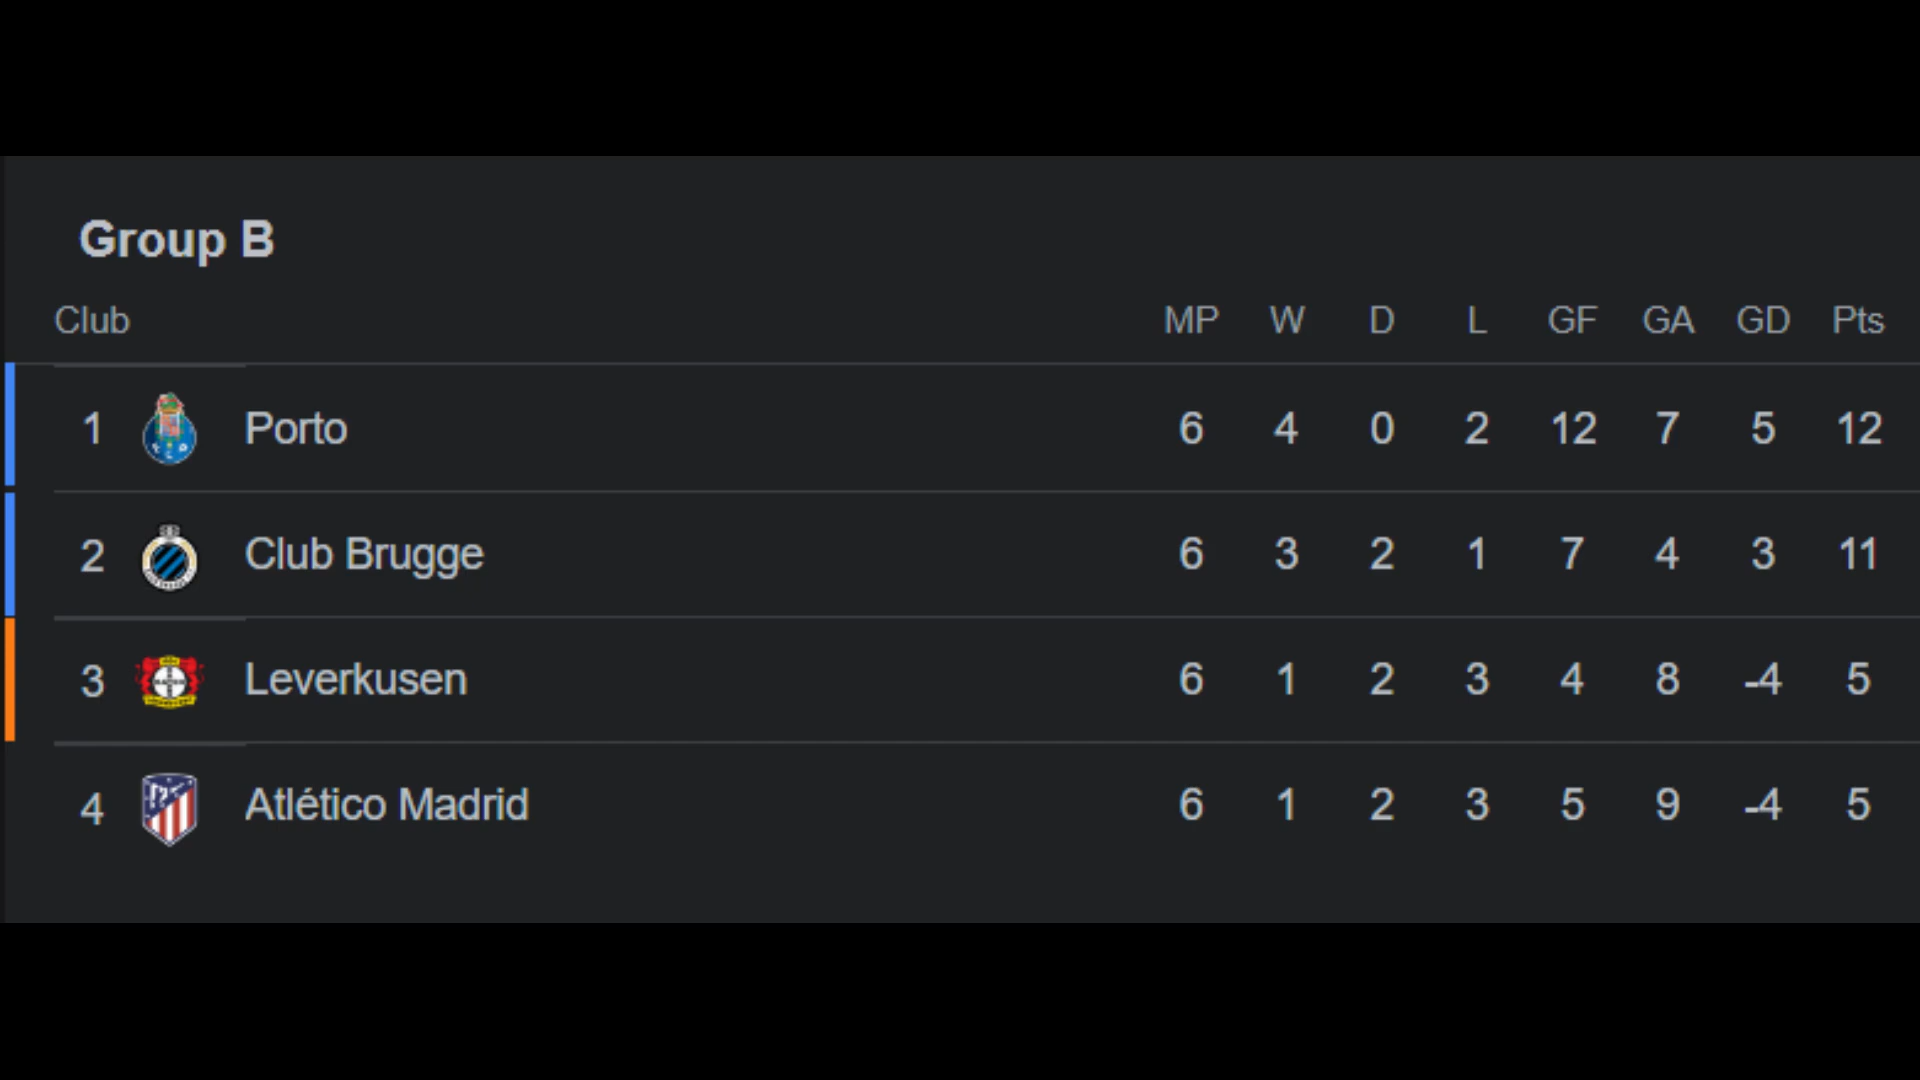 Group B
Club MP W D L GF GA GD Pts
1 Porto 6 4 0 2 12 7 5 12
2 Club Brugge 6 3 2 1 7 4 3 11
3 Leverkusen 6 1 2 3 4 8 -4 5
4 Atlético Madrid 6 1 2 3 5 9 -4 5